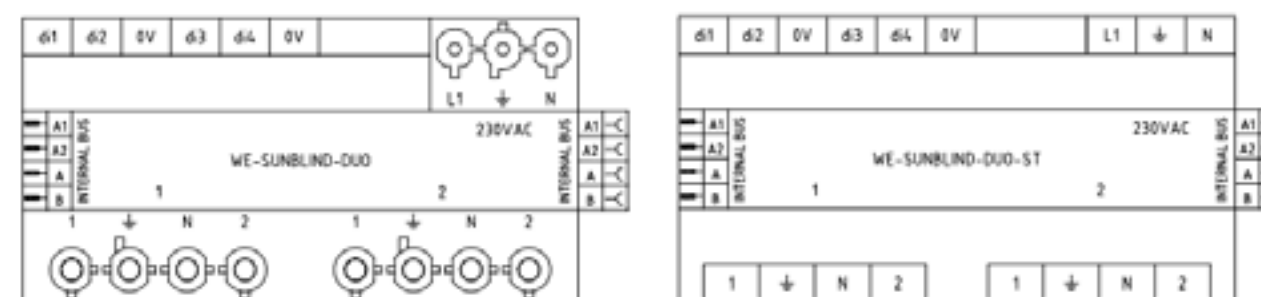 di1 di2 0V di3 di4 0V
L1 N
A1 INTERNAL BUS 230VAC INTERNAL BUS A1
A2 WE-SUNBLIND-DUO A2
A A
B 1 2 B
1 N 2 1 N 2
di1 di2 0V di3 di4 0V L1 N
A1 INTERNAL BUS 230VAC INTERNAL BUS A1
A2 WE-SUNBLIND-DUO-ST A2
A A
B 1 2 B
1 N 2 1 N 2